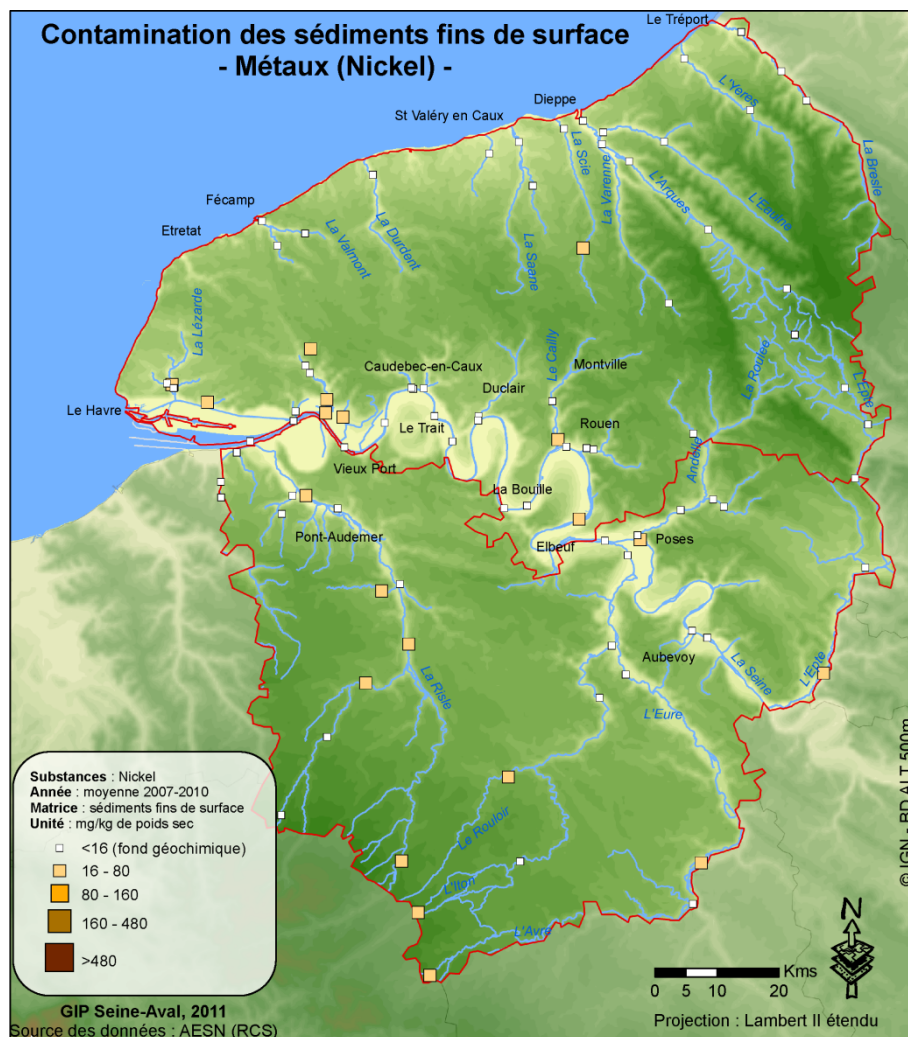 Contamination des sédiments fins de surface
- Métaux (Nickel) -
Le Tréport
Dieppe
St Valéry en Caux
L'Yeres
La Bresle
La Scie
La Varenne
L'Arques
L'Eaulne
Fécamp
Etretat
La Valmont
La Durdent
La Saane
La Lézarde
Caudebec-en-Caux
Le Cailly
Montville
La Roulee
L'Epte
Duclair
Le Havre
Le Trait
Rouen
Vieux Port
Andelle
La Bouille
Pont-Audemer
Elbeuf
Poses
Aubevoy
La Seine
L'Epte
La Risle
L'Eure
Le Rouloir
L'Iton
L'Avre
Substances : Nickel
Année : moyenne 2007-2010
Matrice : sédiments fins de surface
Unité : mg/kg de poids sec
<16 (fond géochimique)
16 - 80
80 - 160
160 - 480
>480
GIP Seine-Aval, 2011
Source des données : AESN (RCS)
N
Kms
0 5 10 20
Projection : Lambert II étendu
© IGN - BD ALT 500m